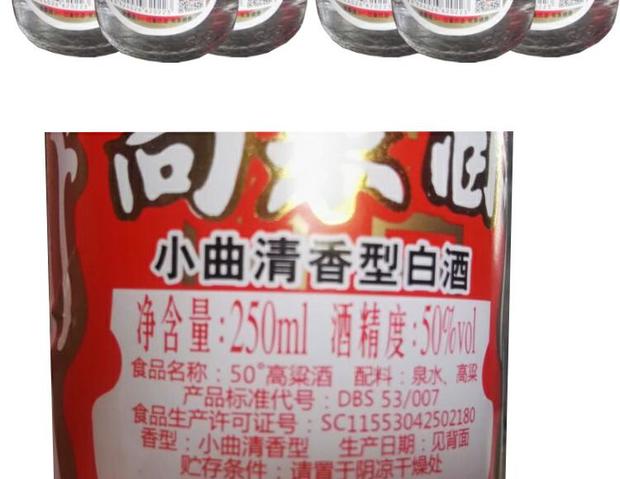 小曲清香型白酒
净含量:250ml 酒精度:50%vol
食品名称：50°高粱酒 配料：泉水、高粱
产品标准代号：DBS 53/007
食品生产许可证号：SC11553042502180
香型：小曲清香型 生产日期：见背面
贮存条件：请置于阴凉干燥处